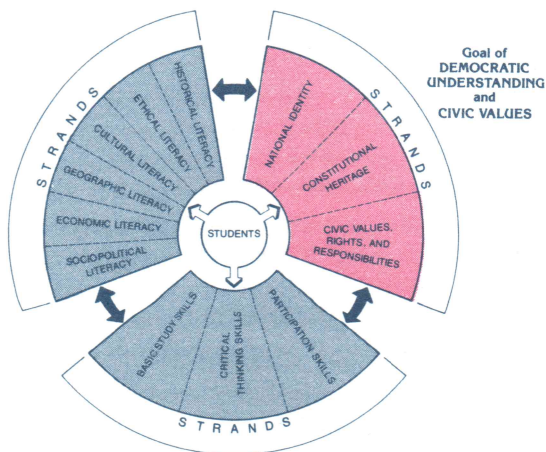 Goal of
DEMOCRATIC
UNDERSTANDING
and
CIVIC VALUES
STRANDS
HISTORICAL LITERACY
ETHICAL LITERACY
CULTURAL LITERACY
GEOGRAPHIC LITERACY
ECONOMIC LITERACY
SOCIOPOLITICAL
LITERACY
STRANDS
NATIONAL IDENTITY
CONSTITUTIONAL
HERITAGE
CIVIC VALUES,
RIGHTS, AND
RESPONSIBILITIES
STUDENTS
BASIC STUDY SKILLS
CRITICAL
THINKING SKILLS
PARTICIPATION SKILLS
STRANDS